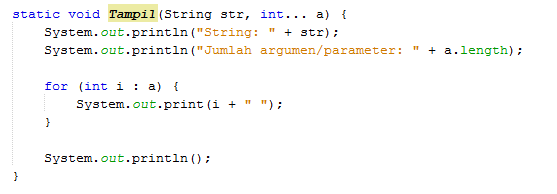 static void Tampil(String str, int... a) {
System.out.println("String: " + str);
System.out.println("Jumlah argumen/parameter: " + a.length);
for (int i : a) {
System.out.print(i + " ");
}
System.out.println();
}